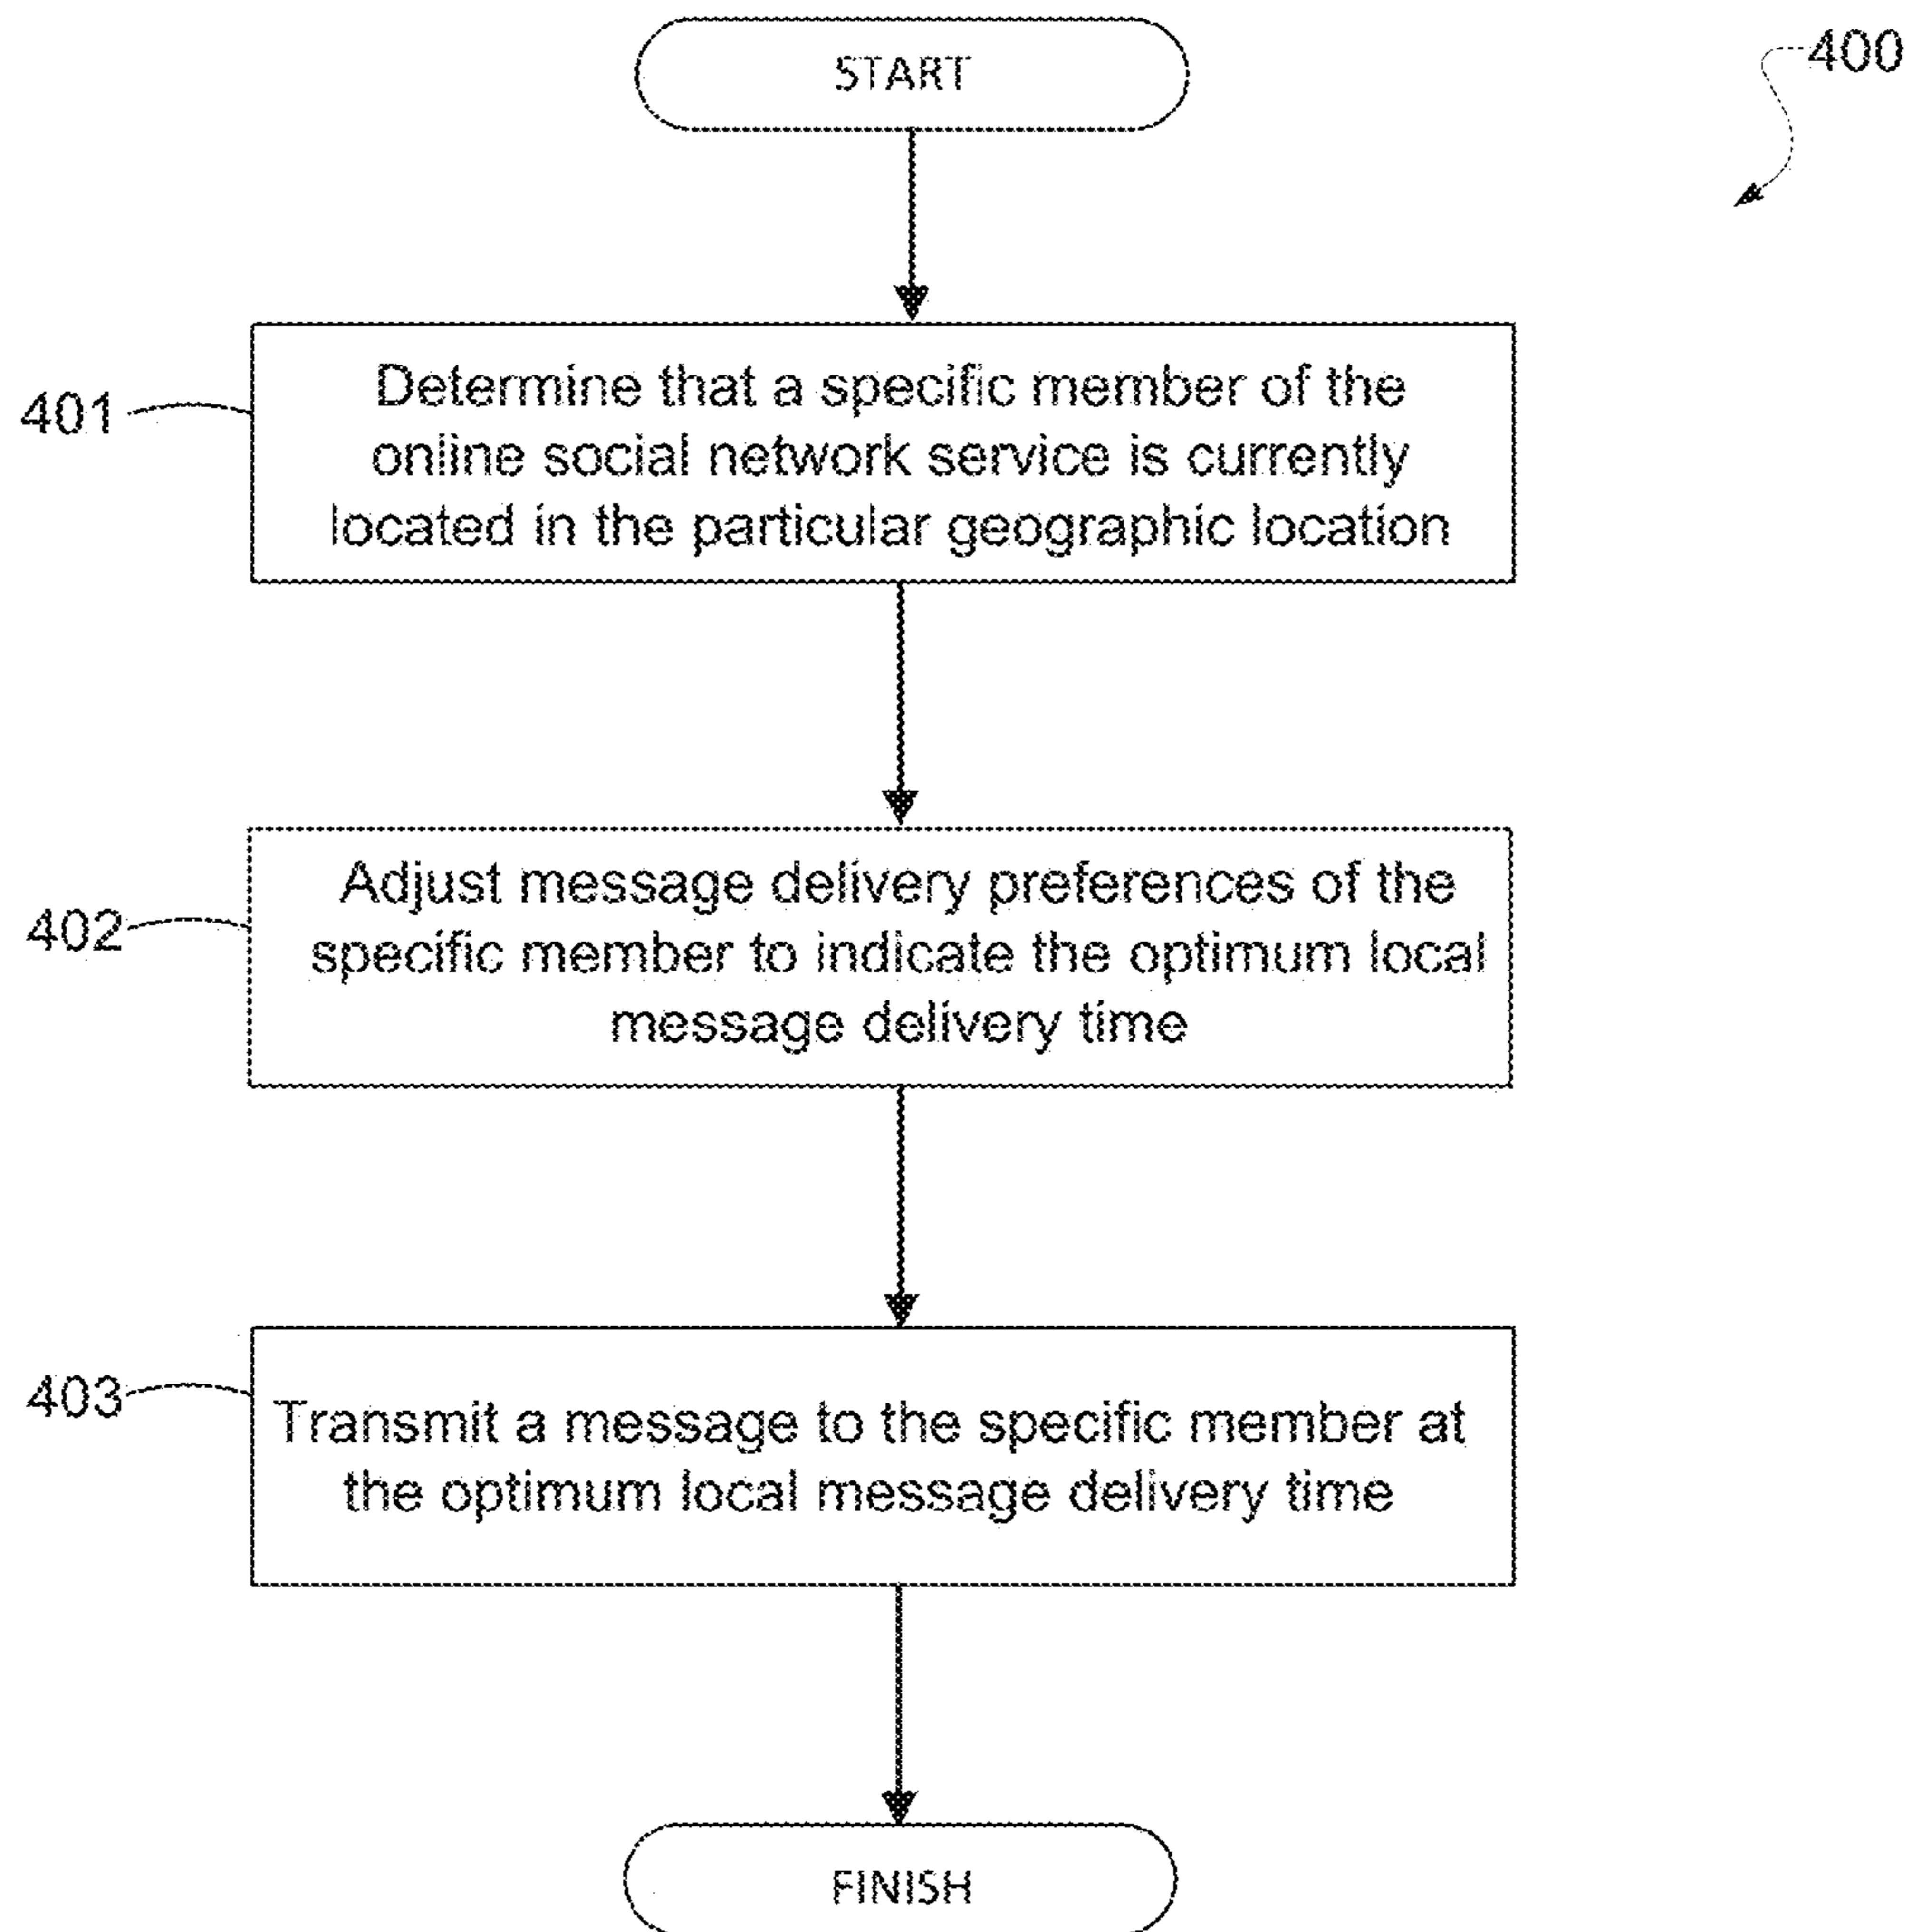 START
400
401
Determine that a specific member of the
online social network service is currently
located in the particular geographic location
402
Adjust message delivery preferences of the
specific member to indicate the optimum local
message delivery time
403
Transmit a message to the specific member at
the optimum local message delivery time
FINISH